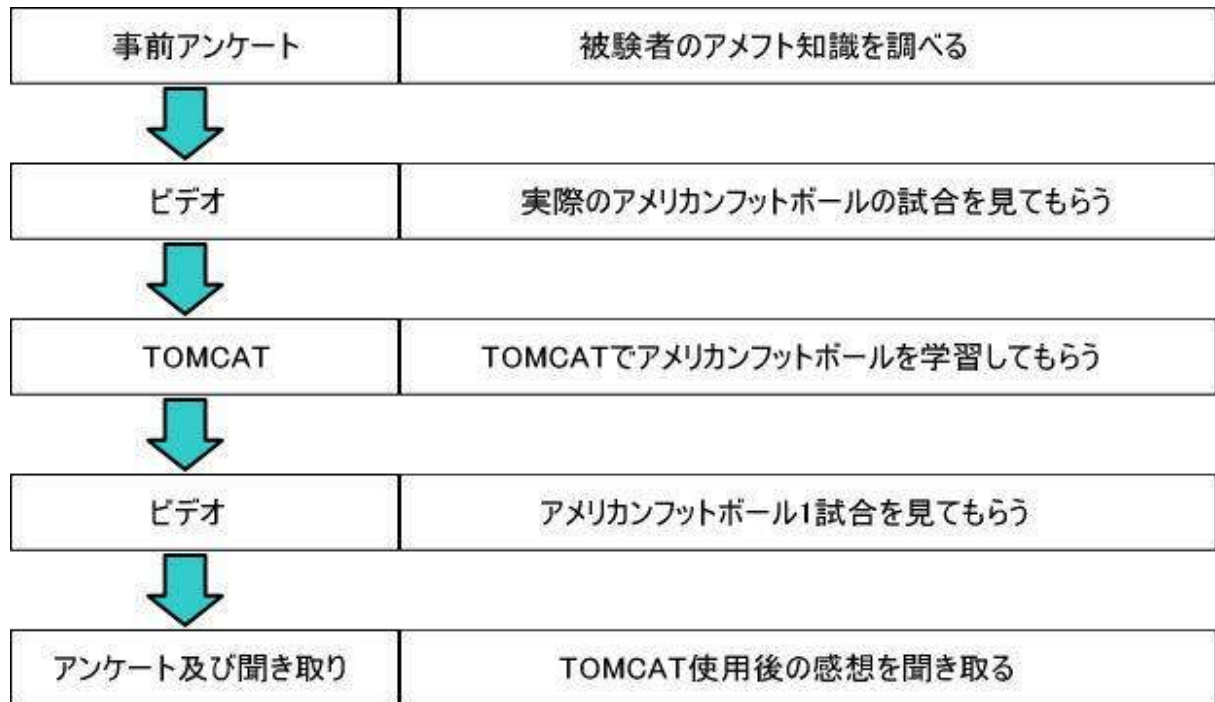 事前アンケート
被験者のアメフト知識を調べる
ビデオ
実際のアメリカンフットボールの試合を見てもらう
TOMCAT
TOMCATでアメリカンフットボールを学習してもらう
ビデオ
アメリカンフットボール1試合を見てもらう
アンケート及び聞き取り
TOMCAT使用後の感想を聞き取る